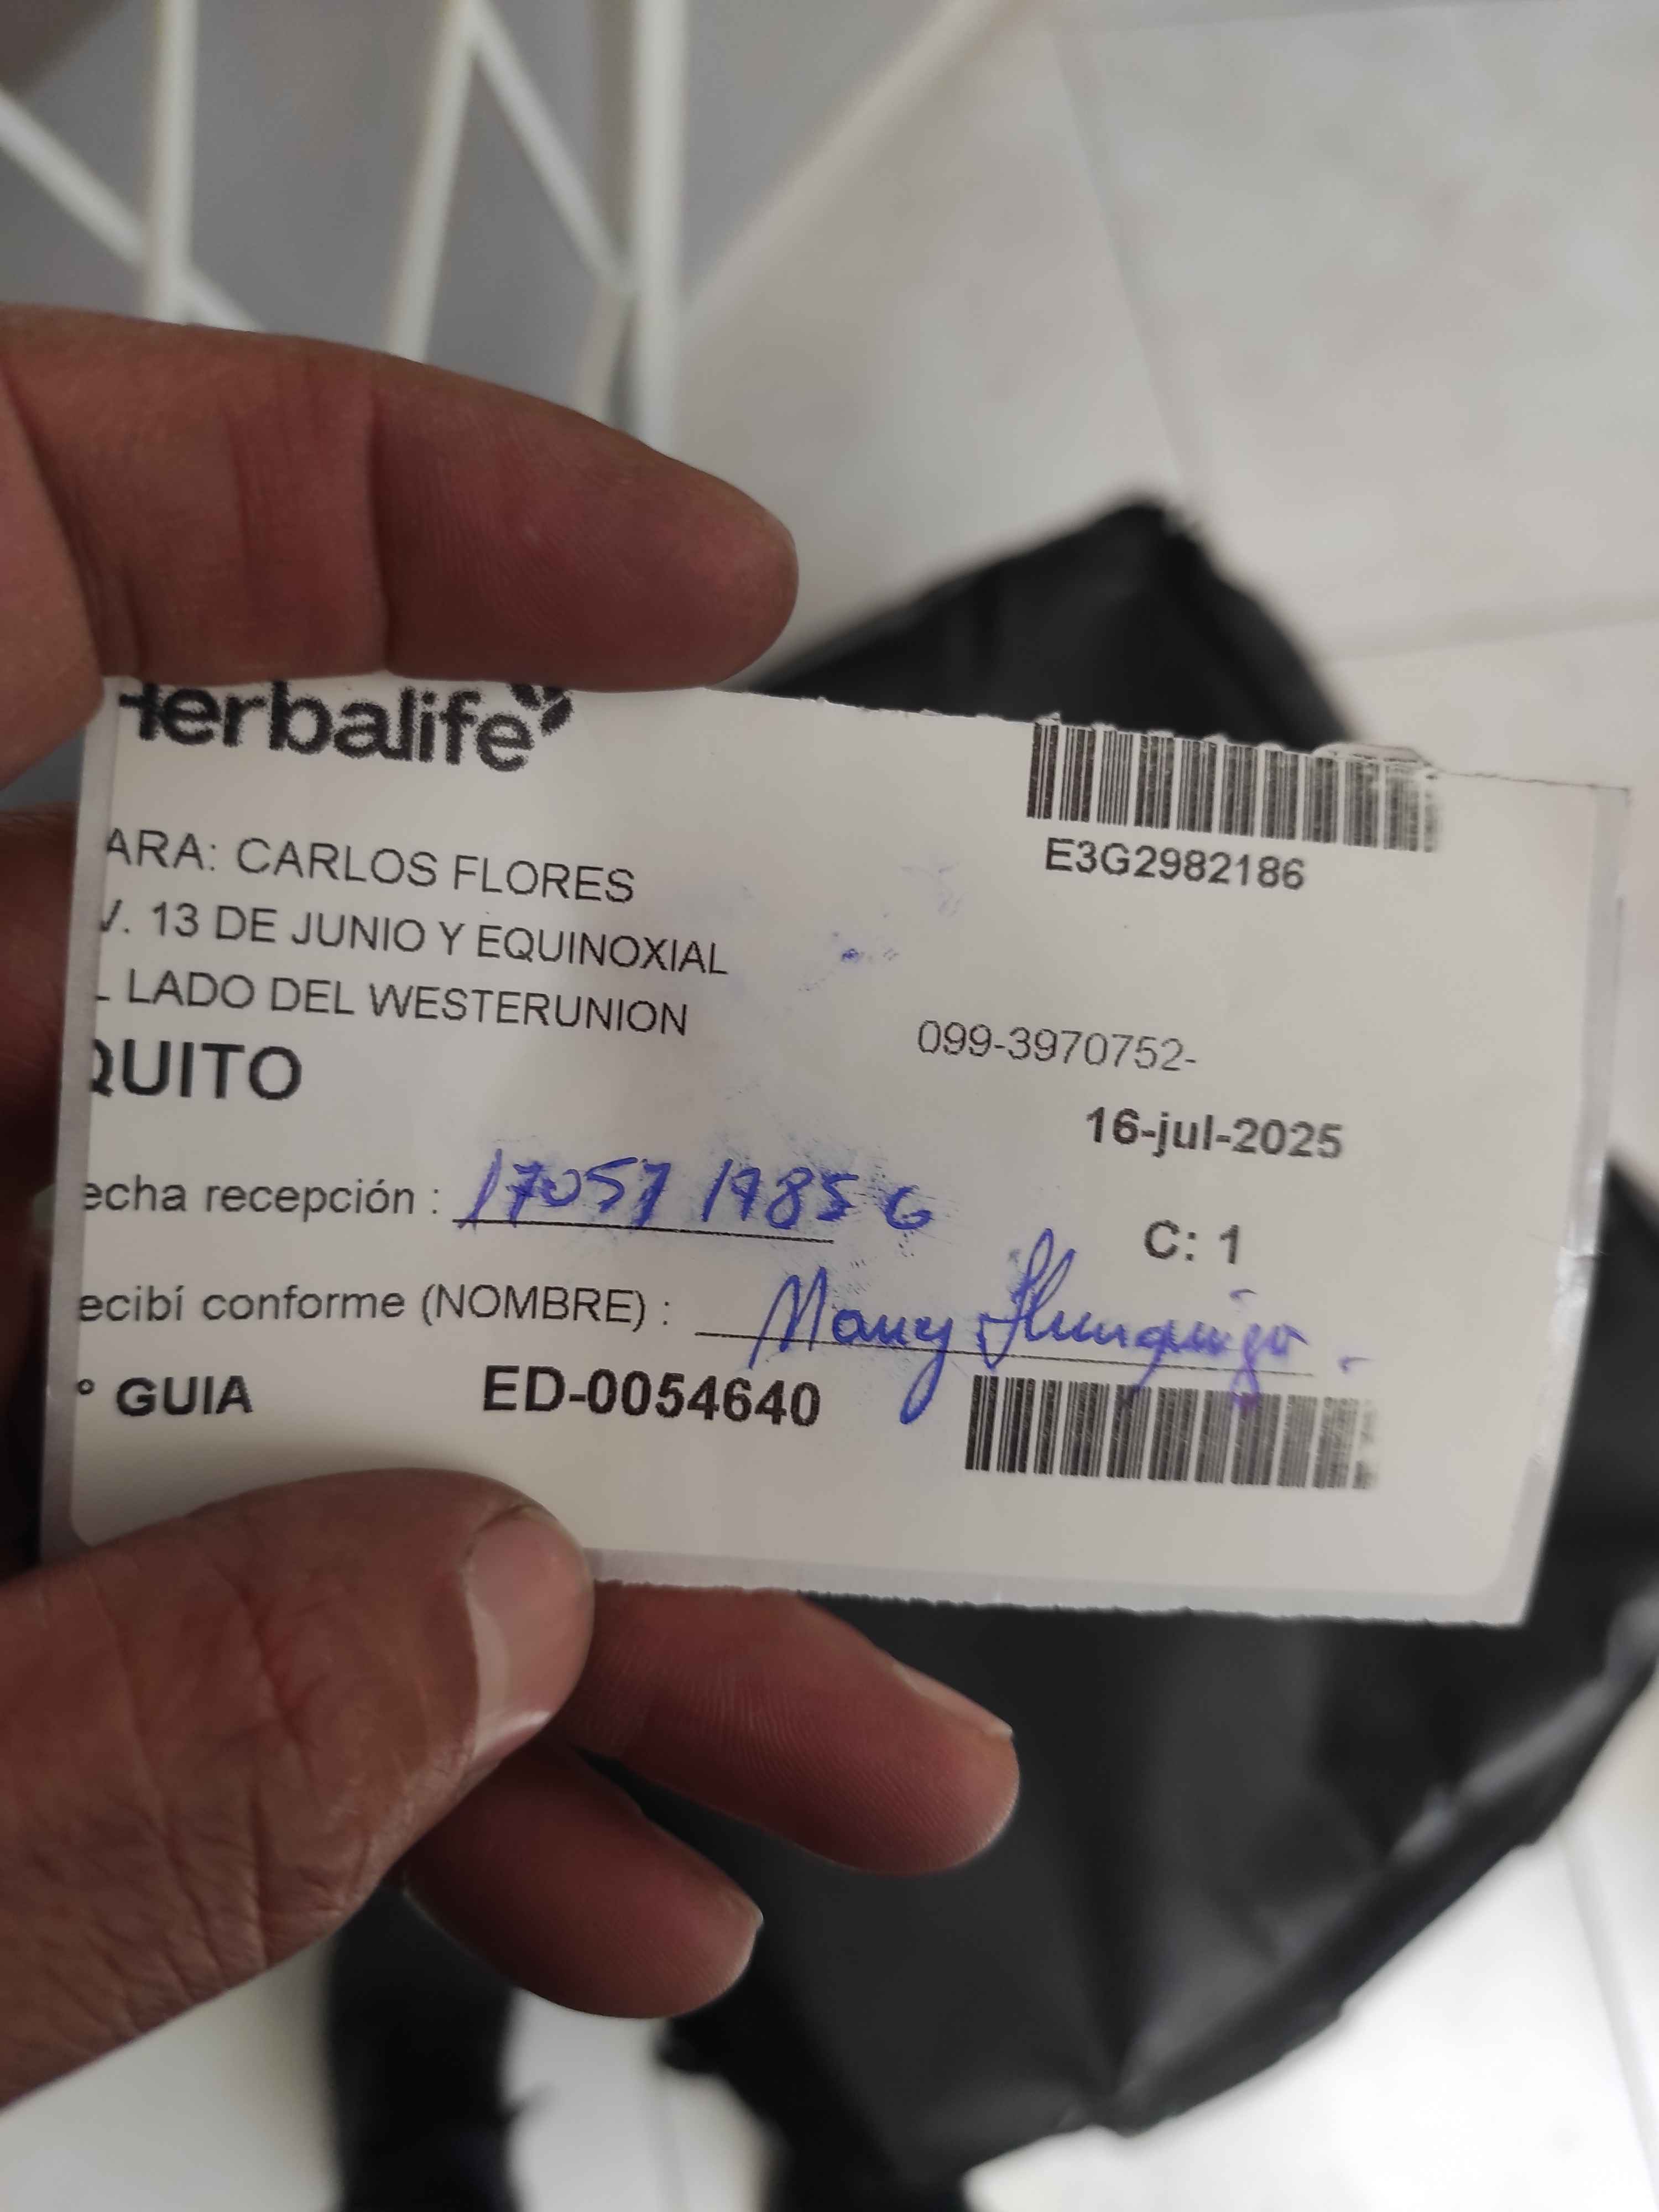 Herbalife
E3G2982186
ARA: CARLOS FLORES
V. 13 DE JUNIO Y EQUINOXIAL
L LADO DEL WESTERUNION
099-3970752-
QUITO
16-jul-2025
echa recepción : 17057 1985 6
C: 1
ecibí conforme (NOMBRE) :
° GUIA ED-0054640